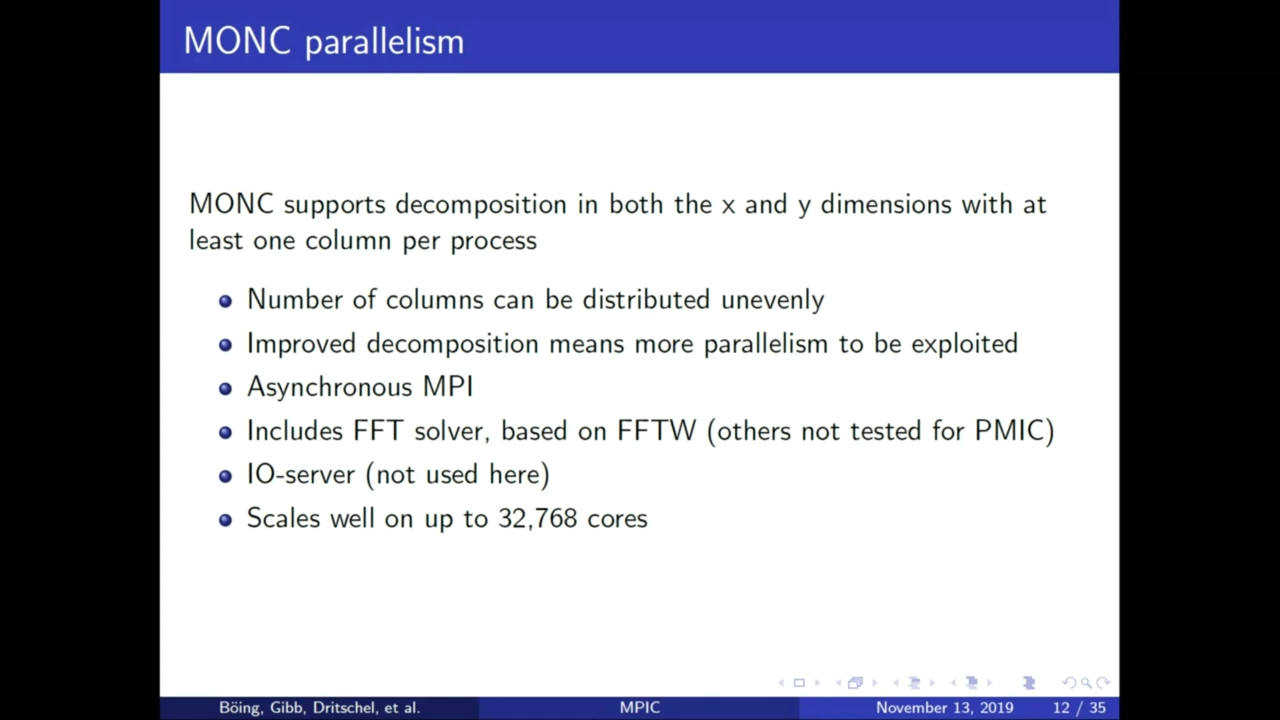 MONC parallelism
MONC supports decomposition in both the x and y dimensions with at
least one column per process
Number of columns can be distributed unevenly
Improved decomposition means more parallelism to be exploited
Asynchronous MPI
Includes FFT solver, based on FFTW (others not tested for PMIC)
IO-server (not used here)
Scales well on up to 32,768 cores
Böing, Gibb, Dritschel, et al.
MPIC
November 13, 2019
12 / 35